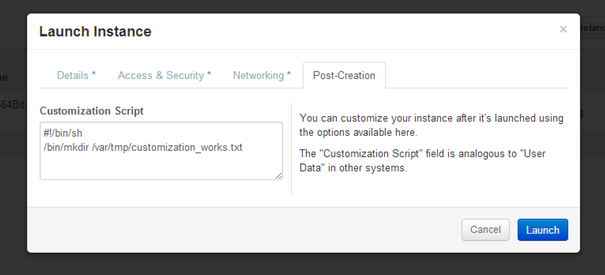 Launch Instance
×
Details *
Access & Security *
Networking *
Post-Creation
Customization Script
#!/bin/sh
/bin/mkdir /var/tmp/customization_works.txt
You can customize your instance after it's launched using
the options available here.
The "Customization Script" field is analogous to "User
Data" in other systems.
Cancel
Launch